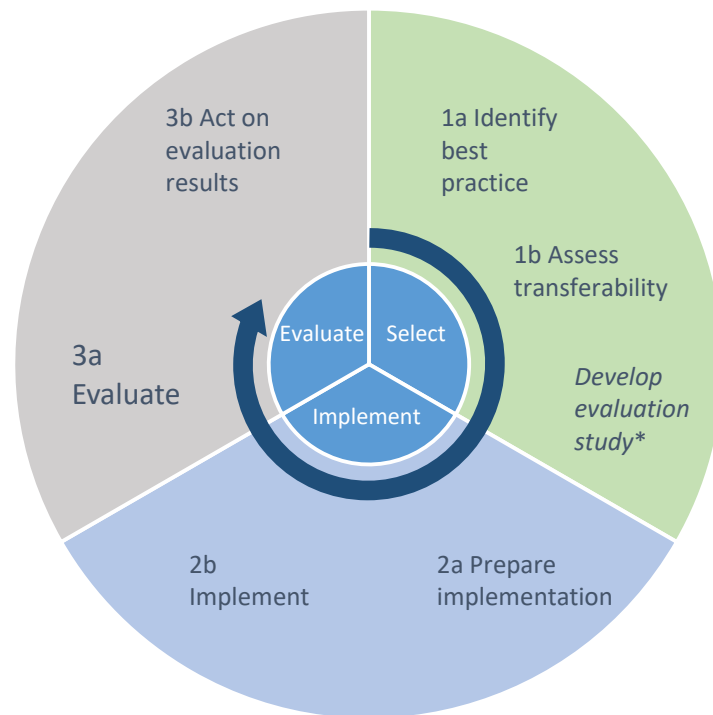 3b Act on
evaluation
results
1a Identify
best
practice
1b Assess
transferability
Evaluate
Select
Implement
3a
Evaluate
Develop
evaluation
study*
2b
Implement
2a Prepare
implementation